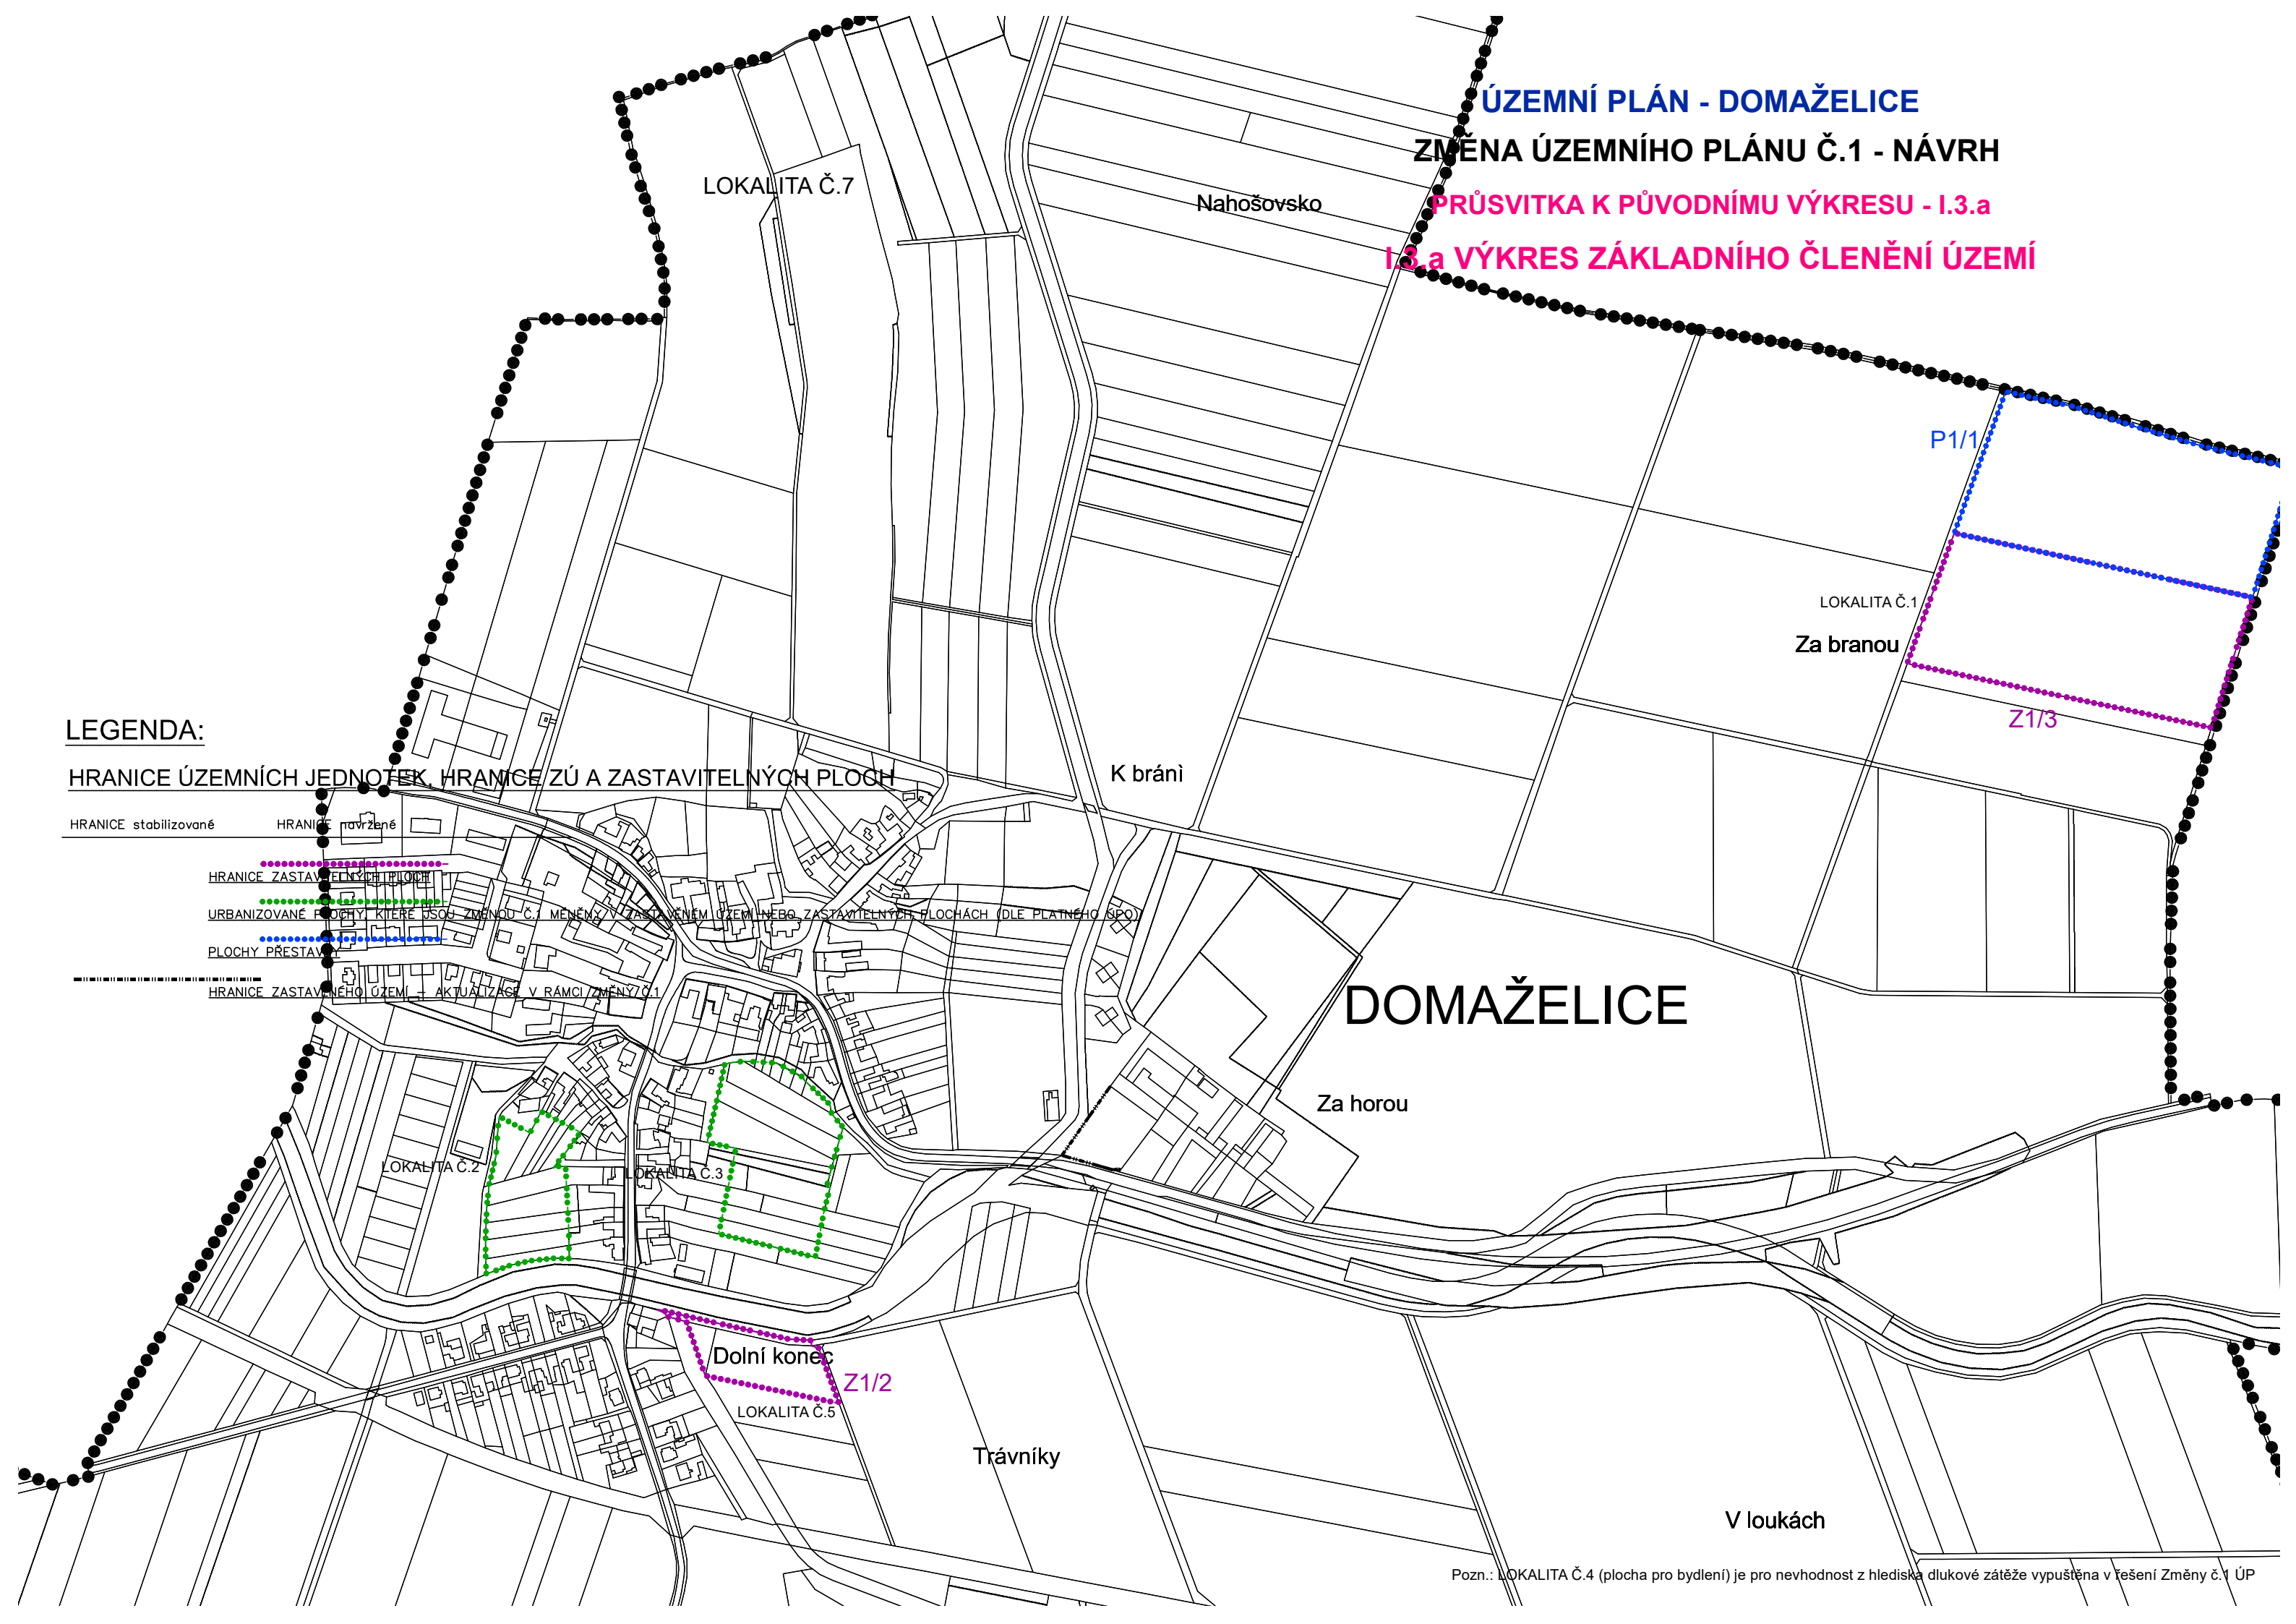 ÚZEMNÍ PLÁN - DOMAŽELICE
ZMĚNA ÚZEMNÍHO PLÁNU Č.1 - NÁVRH
PRŮSVITKA K PŮVODNÍMU VÝKRESU - I.3.a
I.3.a VÝKRES ZÁKLADNÍHO ČLENĚNÍ ÚZEMÍ
LOKALITA Č.7
Nahošovsko
P1/1
LOKALITA Č.1
Za branou
Z1/3
K bránì
LEGENDA:
HRANICE ÚZEMNÍCH JEDNOTEK, HRANICE ZÚ A ZASTAVITELNÝCH PLOCH
HRANICE stabilizované HRANICE navržené
HRANICE ZASTAVITELNÝCH PLOCH
URBANIZOVANÉ PLOCHY, KTERÉ JSOU ZMĚNOU Č.1 MĚNĚNY V ZASTAVĚNÉM ÚZEMÍ NEBO ZASTAVITELNÝCH PLOCHÁCH (DLE PLATNÉHO ÚPO)
PLOCHY PŘESTAVBY
HRANICE ZASTAVĚNÉHO ÚZEMÍ – AKTUALIZACE V RÁMCI ZMĚNY Č.1
DOMAŽELICE
Za horou
LOKALITA Č.2
LOKALITA Č.3
Dolní konec
Z1/2
LOKALITA Č.5
Trávníky
V loukách
Pozn.: LOKALITA Č.4 (plocha pro bydlení) je pro nevhodnost z hlediska dlukové zátěže vypuštěna v řešení Změny č.1 ÚP